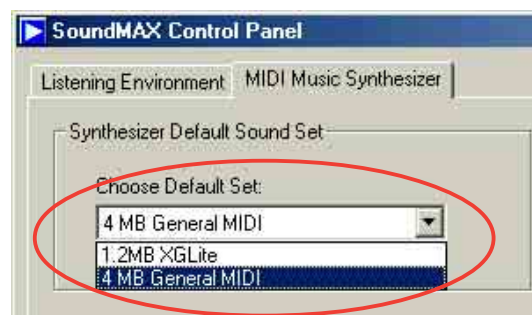 SoundMAX Control Panel
Listening Environment MIDI Music Synthesizer
Synthesizer Default Sound Set
Choose Default Set:
4 MB General MIDI
1.2MB XGLite
4 MB General MIDI